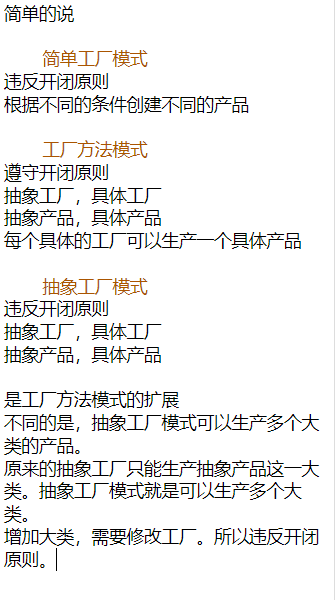 简单的说
简单工厂模式
违反开闭原则
根据不同的条件创建不同的产品
工厂方法模式
遵守开闭原则
抽象工厂，具体工厂
抽象产品，具体产品
每个具体的工厂可以生产一个具体产品
抽象工厂模式
违反开闭原则
抽象工厂，具体工厂
抽象产品，具体产品
是工厂方法模式的扩展
不同的是，抽象工厂模式可以生产多个大
类的产品。
原来的抽象工厂只能生产抽象产品这一大
类。抽象工厂模式就是可以生产多个大
类。
增加大类，需要修改工厂。所以违反开闭
原则。